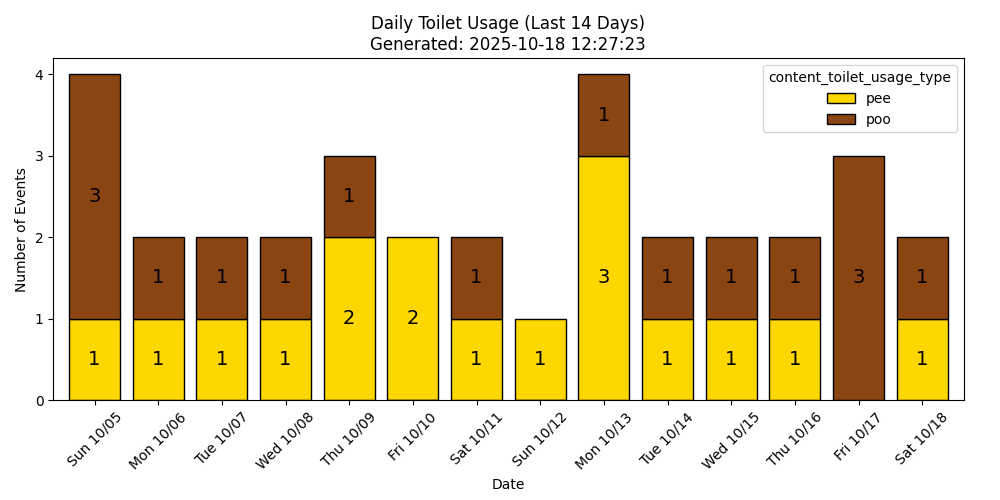 Daily Toilet Usage (Last 14 Days)
Generated: 2025-10-18 12:27:23
content_toilet_usage_type
pee
poo
Number of Events
4
3
2
1
0
3
1
1
1
1
1
1
1
1
2
2
1
1
1
1
3
1
1
1
1
1
1
3
1
1
Sun 10/05
Mon 10/06
Tue 10/07
Wed 10/08
Thu 10/09
Fri 10/10
Sat 10/11
Sun 10/12
Mon 10/13
Tue 10/14
Wed 10/15
Thu 10/16
Fri 10/17
Sat 10/18
Date